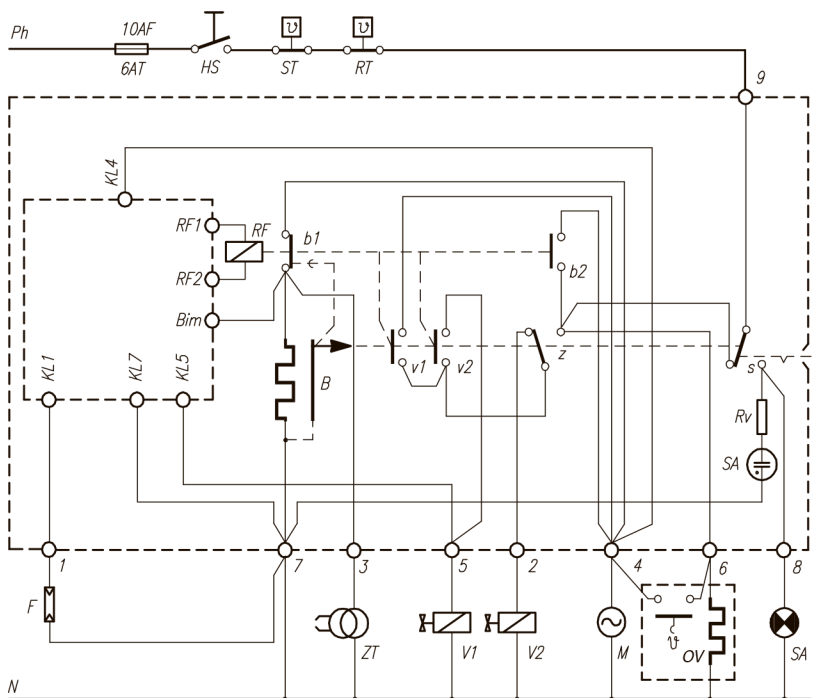 Ph
10AF
6AT
HS
ϑ
ST
ϑ
RT
9
KL4
RF1
RF
b1
RF2
b2
Bim
KL1
KL7
KL5
B
v1
v2
z
s
Rv
SA
1
7
3
5
2
4
6
8
F
ZT
V1
V2
M
ϑ
OV
SA
N